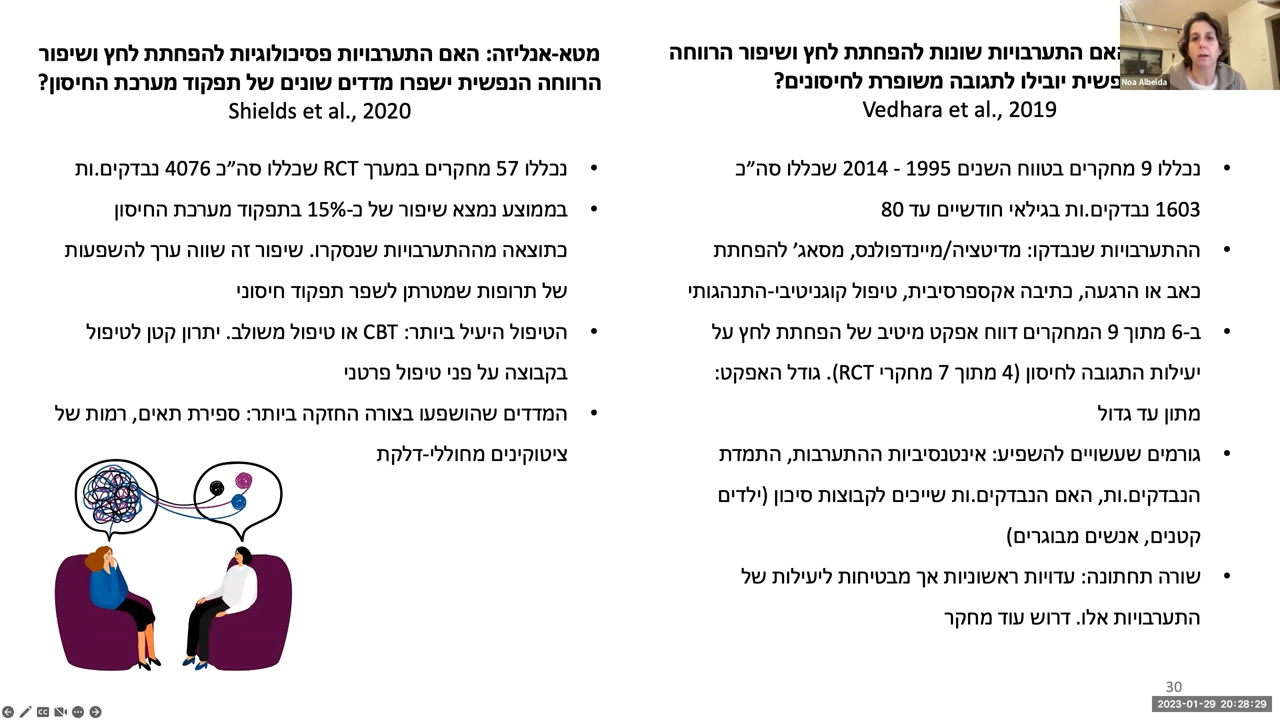 האם התערבויות שונות להפחתת לחץ ושיפור הרווחה
פשית יובילו לתגובה משופרת לחיסונים?
Vedhara et al., 2019
• נכללו 9 מחקרים בטווח השנים 1995 - 2014 שכללו סה”כ
1603 נבדקים.ות בגילאי חודשיים עד 80
• ההתערבויות שנבדקו: מדיטציה/מיינדפולנס, מסאג’ להפחתת
כאב או הרגעה, כתיבה אקספרסיבית, טיפול קוגניטיבי-התנהגותי
• ב-6 מתוך 9 המחקרים דווח אפקט מיטיב של הפחתת לחץ על
יעילות התגובה לחיסון (4 מתוך 7 מחקרי RCT). גודל האפקט:
מתון עד גדול
• גורמים שעשויים להשפיע: אינטנסיביות ההתערבות, התמדת
הנבדקים.ות, האם הנבדקים.ות שייכים לקבוצות סיכון (ילדים
קטנים, אנשים מבוגרים)
• שורה תחתונה: עדויות ראשוניות אך מבטיחות ליעילות של
התערבויות אלו. דרוש עוד מחקר
מטא-אנליזה: האם התערבויות פסיכולוגיות להפחתת לחץ ושיפור
הרווחה הנפשית ישפרו מדדים שונים של תפקוד מערכת החיסון?
Shields et al., 2020
• נכללו 57 מחקרים במערך RCT שכללו סה”כ 4076 נבדקים.ות
• בממוצע נמצא שיפור של כ-15% בתפקוד מערכת החיסון
כתוצאה מההתערבויות שנסקרו. שיפור זה שווה ערך להשפעות
של תרופות שמטרתן לשפר תפקוד חיסוני
• הטיפול היעיל ביותר: CBT או טיפול משולב. יתרון קטן לטיפול
בקבוצה על פני טיפול פרטני
• המדדים שהושפעו בצורה החזקה ביותר: ספירת תאים, רמות של
ציטוקינים מחוללי-דלקת
Noa Albelda
30
2023-01-29 20:28:29